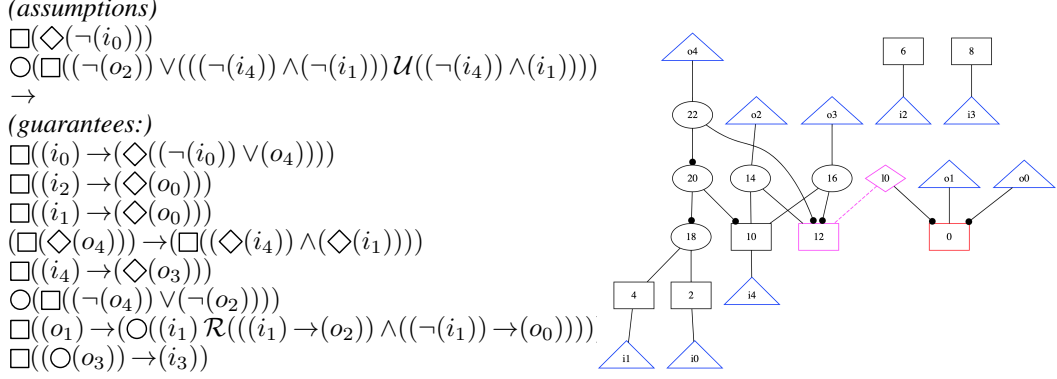 (assumptions)
□(◇(¬(i₀)))
○(□((¬(o₂)) ∨(((¬(i₄)) ∧(¬(i₁))) 𝒰((¬(i₄)) ∧(i₁))))
→
(guarantees:)
□((i₀) →(◇((¬(i₀)) ∨(o₄))))
□((i₂) →(◇(o₀)))
□((i₁) →(◇(o₀)))
(□(◇(o₄))) →(□((◇(i₄)) ∧(◇(i₁))))
□((i₄) →(◇(o₃)))
○(□((¬(o₄)) ∨(¬(o₂))))
□((o₁) →(○((i₁) ℛ(((i₁) →(o₂)) ∧((¬(i₁)) →(o₀))))
□((○(o₃)) →(i₃))
o4 6 8
22 o2 o3 i2 i3
20 14 16 l0 o1 o0
18 10 12 0
4 2 i4
i1 i0